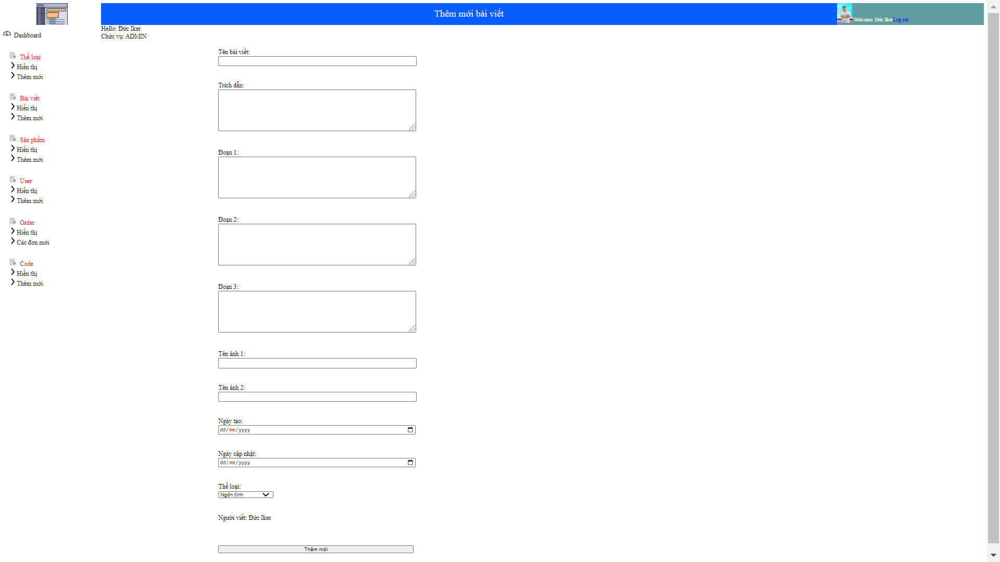 Thêm mới bài viết
Welcome: Đức IkerLog out
Hello: Đức Iker
Chức vụ: ADMIN
Dashboard
Thể loại
Hiển thị
Thêm mới
Bài viết
Hiển thị
Thêm mới
Sản phẩm
Hiển thị
Thêm mới
User
Hiển thị
Thêm mới
Order
Hiển thị
Các đơn mới
Code
Hiển thị
Thêm mới
Tên bài viết:
Trích dẫn:
Đoạn 1:
Đoạn 2:
Đoạn 3:
Tên ảnh 1:
Tên ảnh 2:
Ngày tạo:
dd/mm/yyyy
Ngày cập nhật:
dd/mm/yyyy
Thể loại:
Ngôn tình
Người viết: Đức Iker
Thêm mới